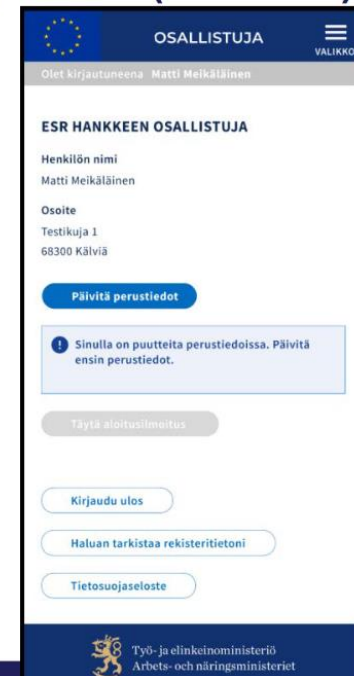 OSALLISTUJA
VALIKKO
Olet kirjautuneena Matti Meikäläinen
ESR HANKKEEN OSALLISTUJA
Henkilön nimi
Matti Meikäläinen
Osoite
Testikuja 1
68300 Kälviä
Päivitä perustiedot
Sinulla on puutteita perustiedoissa. Päivitä
ensin perustiedot.
Täytä aloitusilmoitus
Kirjaudu ulos
Haluan tarkistaa rekisteritietoni
Tietosuojaseloste
Työ- ja elinkeinoministeriö
Arbets- och näringsministeriet